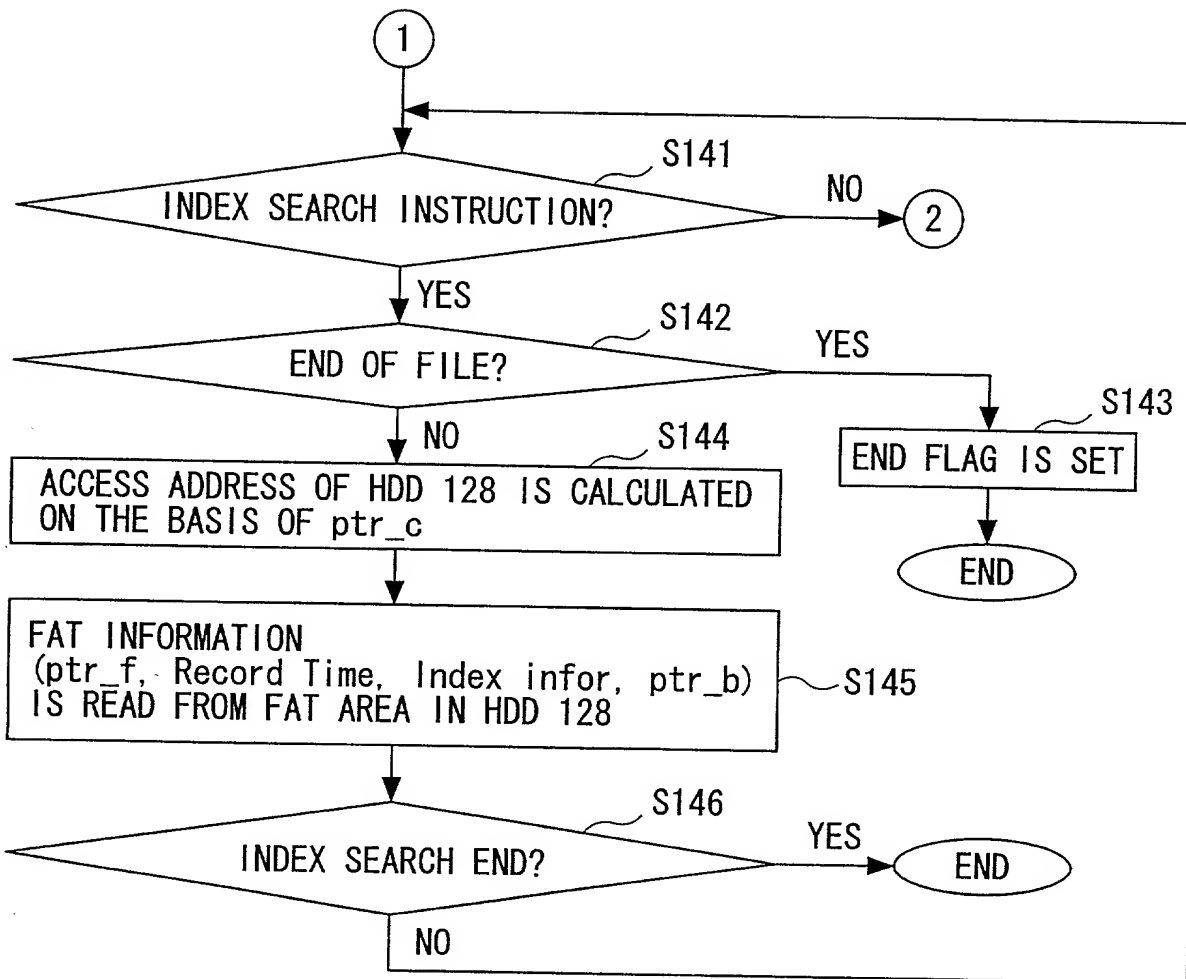 1
S141
INDEX SEARCH INSTRUCTION?
NO
2
YES
S142
END OF FILE?
YES
S143
NO
S144
END FLAG IS SET
ACCESS ADDRESS OF HDD 128 IS CALCULATED
ON THE BASIS OF ptr_c
END
FAT INFORMATION
(ptr_f, Record Time, Index infor, ptr_b)
IS READ FROM FAT AREA IN HDD 128
S145
S146
INDEX SEARCH END?
YES
END
NO